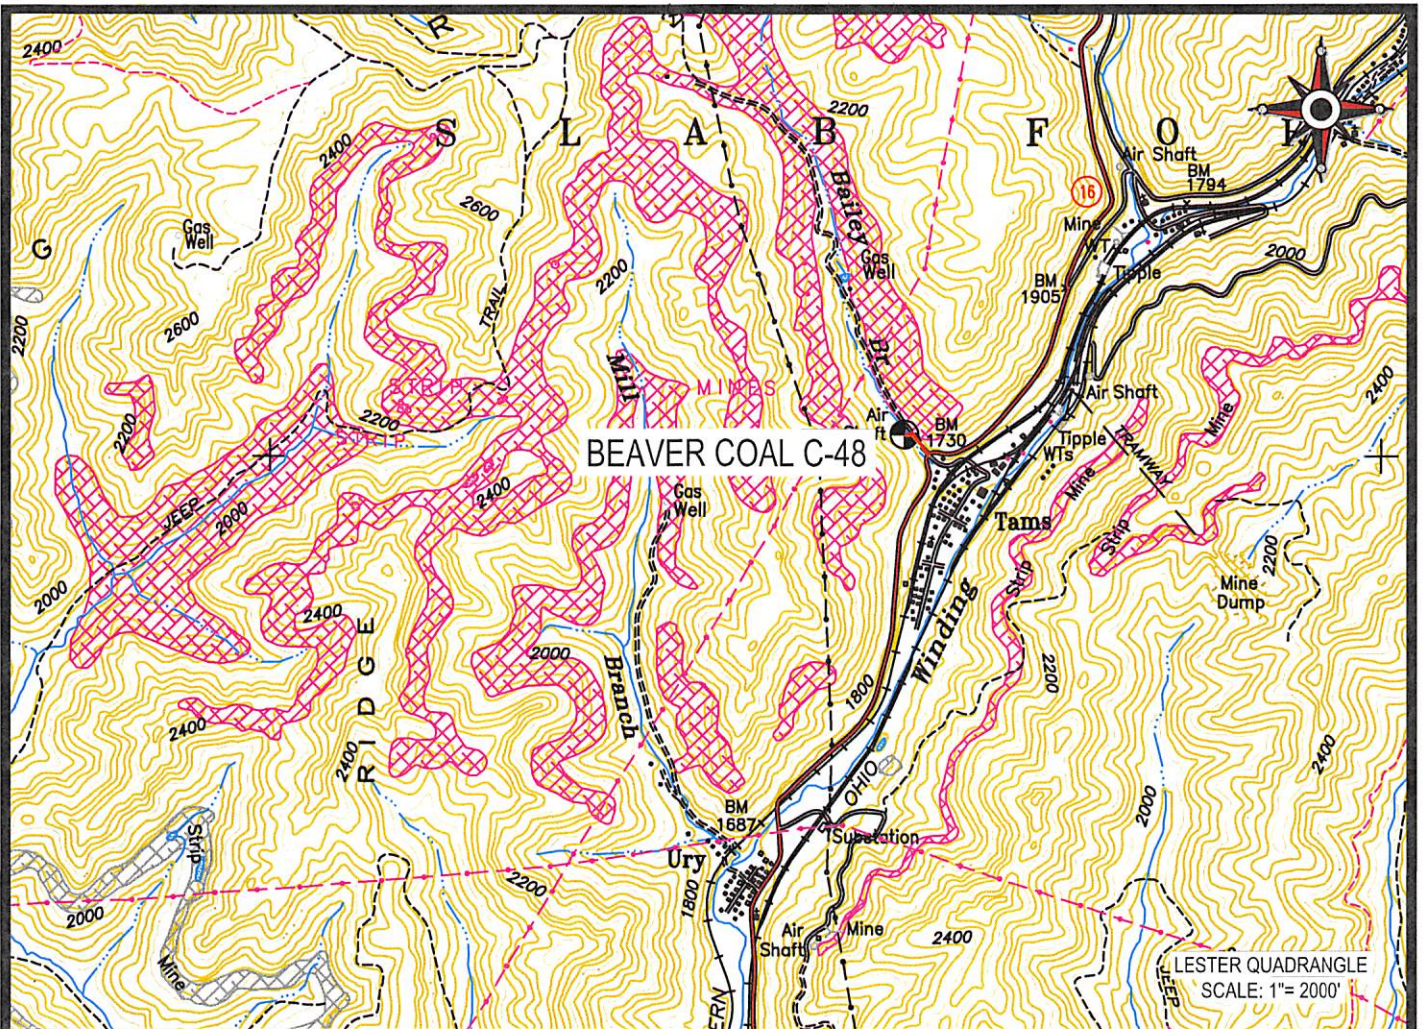 2400
R
S L A B F O
2200
2400
Air Shaft
BM
1794
16
2600
Gas
Well
G
Bailey
Br
Mine
WT
Gas
Well
2000
Tipple
BM
1905
2200
TRAIL
2600
2200
Mill
STRIP
MINES
Air Shaft
2400
2200
2200
STRIP
Air
ft
BM
1730
Mine
Tipple
WTs
TRAMWAY
BEAVER COAL C-48
Mine
2400
Gas
Well
JEEP
2000
Tams
Strip
2200
Mine
Dump
2000
Strip
2400
Winding
RIDGE
2000
Branch
2200
1800
2400
2400
2400
OHIO
2000
BM
1687
Strip
Substation
Ury
2200
1800
2000
Air
Shaft
Mine
2400
Mine
JEEP
ERN
LESTER QUADRANGLE
SCALE: 1"= 2000'